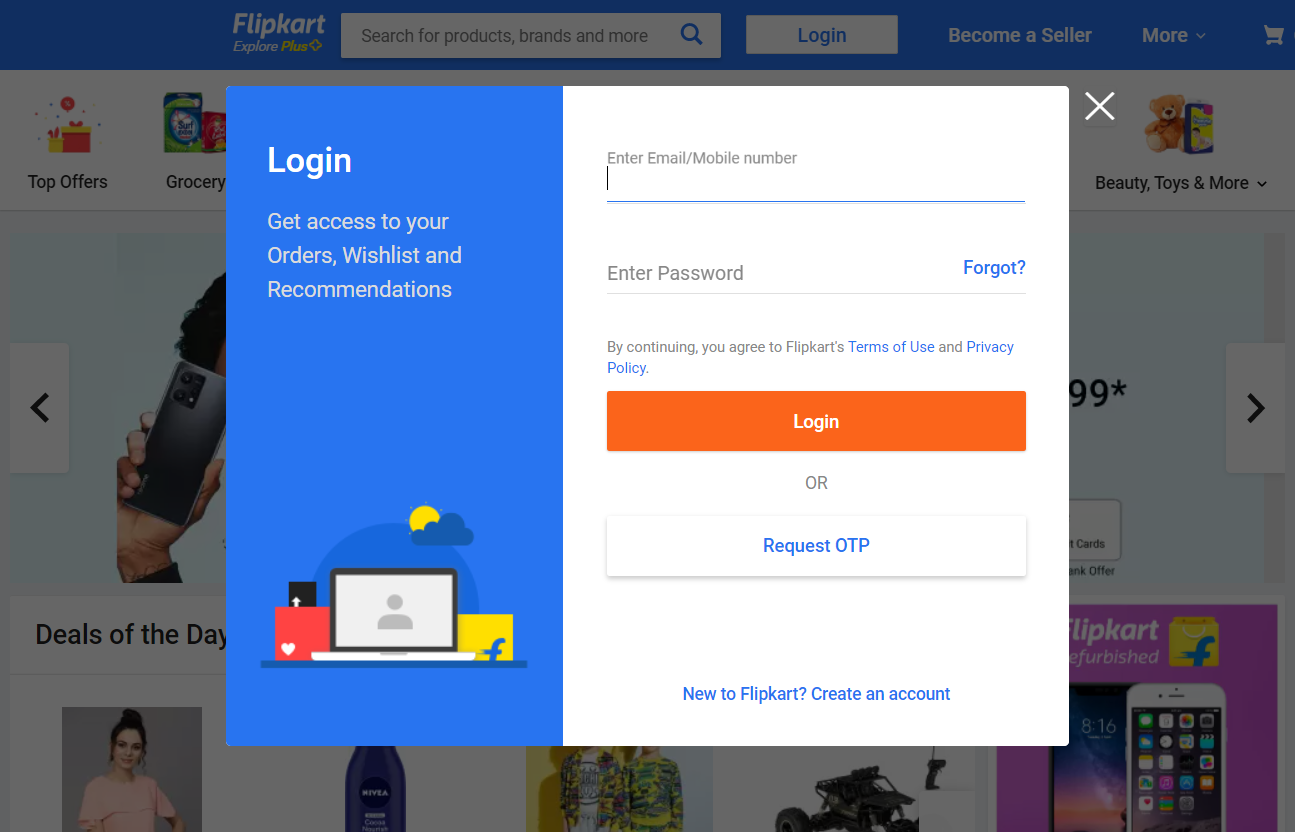 Flipkart
Explore Plus
Search for products, brands and more
Login
Become a Seller
More
Top Offers
Grocery
Beauty, Toys & More
Login
Get access to your
Orders, Wishlist and
Recommendations
Enter Email/Mobile number
Enter Password
Forgot?
By continuing, you agree to Flipkart's Terms of Use and Privacy
Policy.
Login
OR
Request OTP
New to Flipkart? Create an account
99*
t Cards
ank Offer
Deals of the Day
Flipkart
efurbished
8:16
NIVEA
Cocoa
Nourish